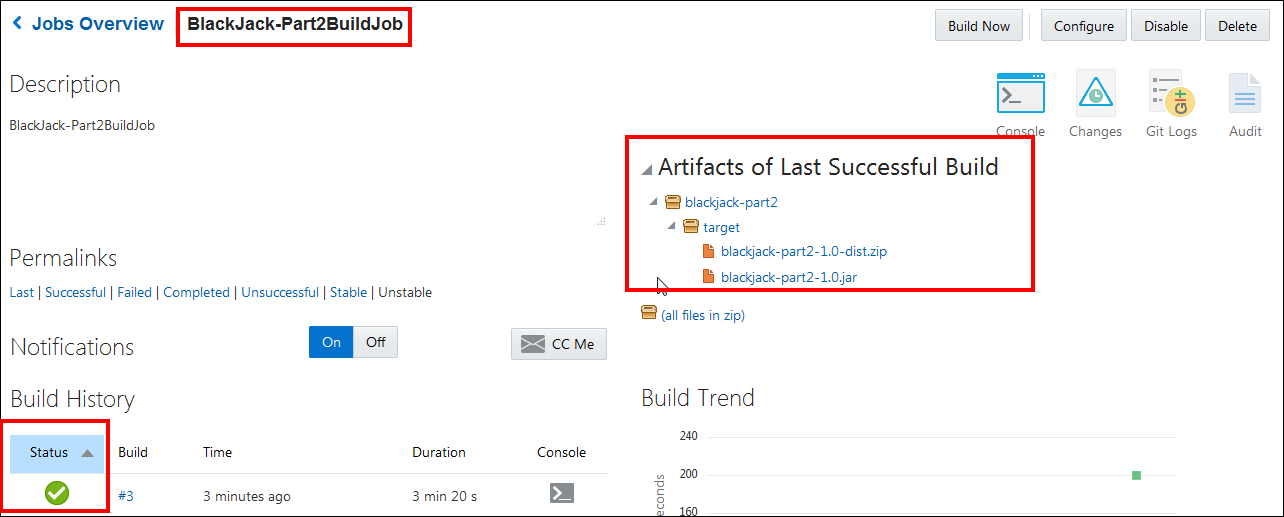 Jobs Overview BlackJack-Part2BuildJob Build Now Configure Disable Delete
Description
BlackJack-Part2BuildJob
Console Changes Git Logs Audit
Artifacts of Last Successful Build
blackjack-part2
target
blackjack-part2-1.0-dist.zip
blackjack-part2-1.0.jar
(all files in zip)
Permalinks
Last | Successful | Failed | Completed | Unsuccessful | Stable | Unstable
Notifications On Off CC Me
Build History
Status Build Time Duration Console
#3 3 minutes ago 3 min 20 s
Build Trend
240
200
160